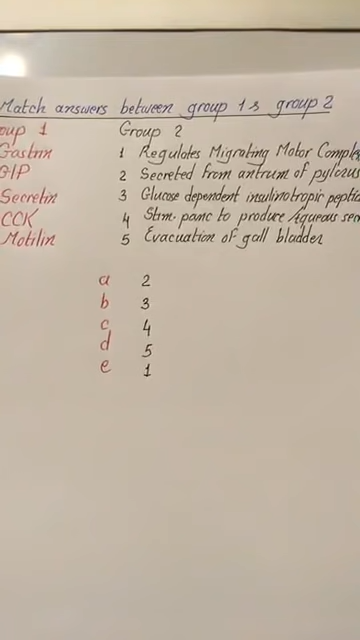 Match answers between group 1 & group 2
oup 1 Group 2
Gastrin 1 Regulates Migrating Motor Comple
GIP 2 Secreted from antrum of pylorus
Secretin 3 Glucose dependent insulinotropic peptid
CCK 4 Stim. panc to produce Aqueous sec
Motilin 5 Evacuation of gall bladder
a 2
b 3
c 4
d 5
e 1